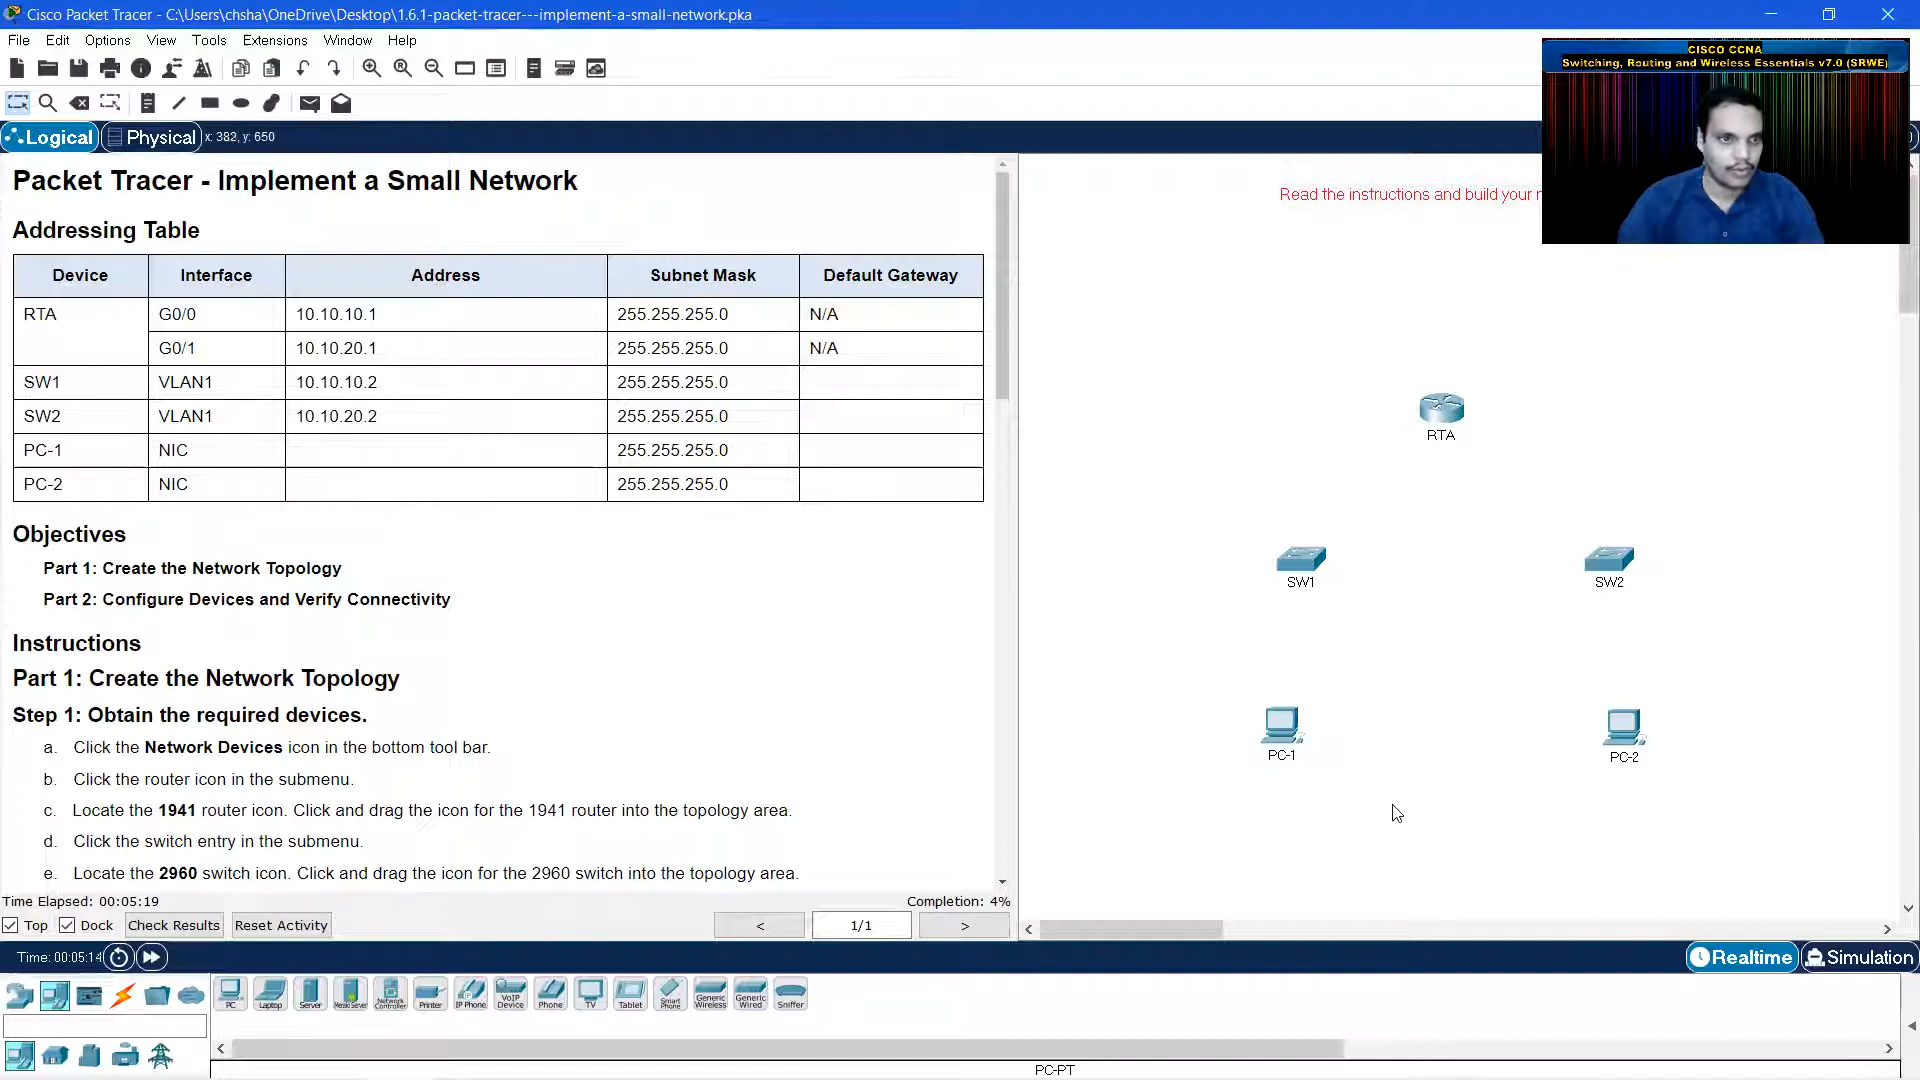 Cisco Packet Tracer - C:\Users\chsha\OneDrive\Desktop\1.6.1-packet-tracer---implement-a-small-network.pka
File Edit Options View Tools Extensions Window Help
CISCO CCNA
Switching, Routing and Wireless Essentials v7.0 (SRWE)
Logical Physical x: 382, y: 650
Packet Tracer - Implement a Small Network
Read the instructions and build your
Addressing Table
Device Interface Address Subnet Mask Default Gateway
RTA G0/0 10.10.10.1 255.255.255.0 N/A
G0/1 10.10.20.1 255.255.255.0 N/A
SW1 VLAN1 10.10.10.2 255.255.255.0
SW2 VLAN1 10.10.20.2 255.255.255.0
PC-1 NIC 255.255.255.0
PC-2 NIC 255.255.255.0
RTA
SW1 SW2
PC-1 PC-2
Objectives
Part 1: Create the Network Topology
Part 2: Configure Devices and Verify Connectivity
Instructions
Part 1: Create the Network Topology
Step 1: Obtain the required devices.
a. Click the Network Devices icon in the bottom tool bar.
b. Click the router icon in the submenu.
c. Locate the 1941 router icon. Click and drag the icon for the 1941 router into the topology area.
d. Click the switch entry in the submenu.
e. Locate the 2960 switch icon. Click and drag the icon for the 2960 switch into the topology area.
Time Elapsed: 00:05:19 Completion: 4%
Top Dock Check Results Reset Activity < 1/1 >
Time: 00:05:14 Realtime Simulation
PC Laptop Server Meraki Server Network Controller Printer IP Phone VoIP Device Phone TV Tablet Smart Phone Generic Wireless Generic Wired Sniffer
PC-PT